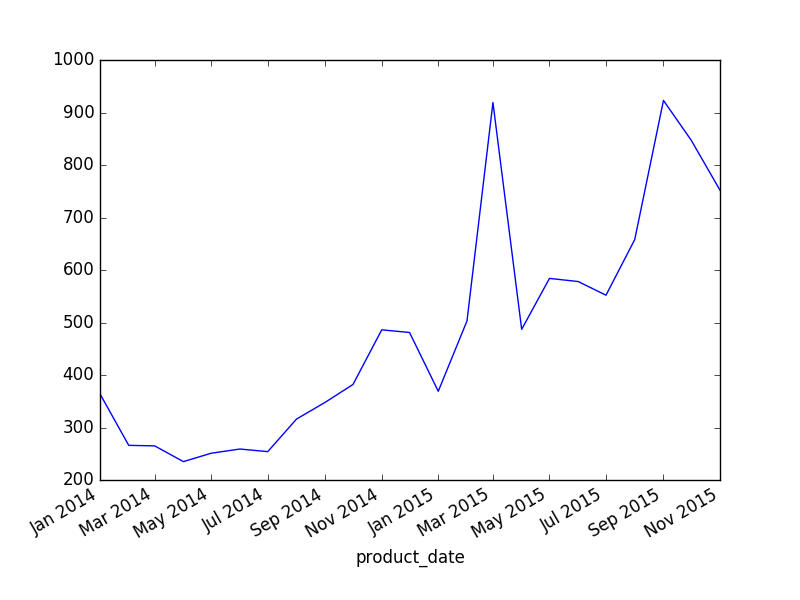 1000
900
800
700
600
500
400
300
200
Jan 2014
Mar 2014
May 2014
Jul 2014
Sep 2014
Nov 2014
Jan 2015
Mar 2015
May 2015
Jul 2015
Sep 2015
Nov 2015
product_date